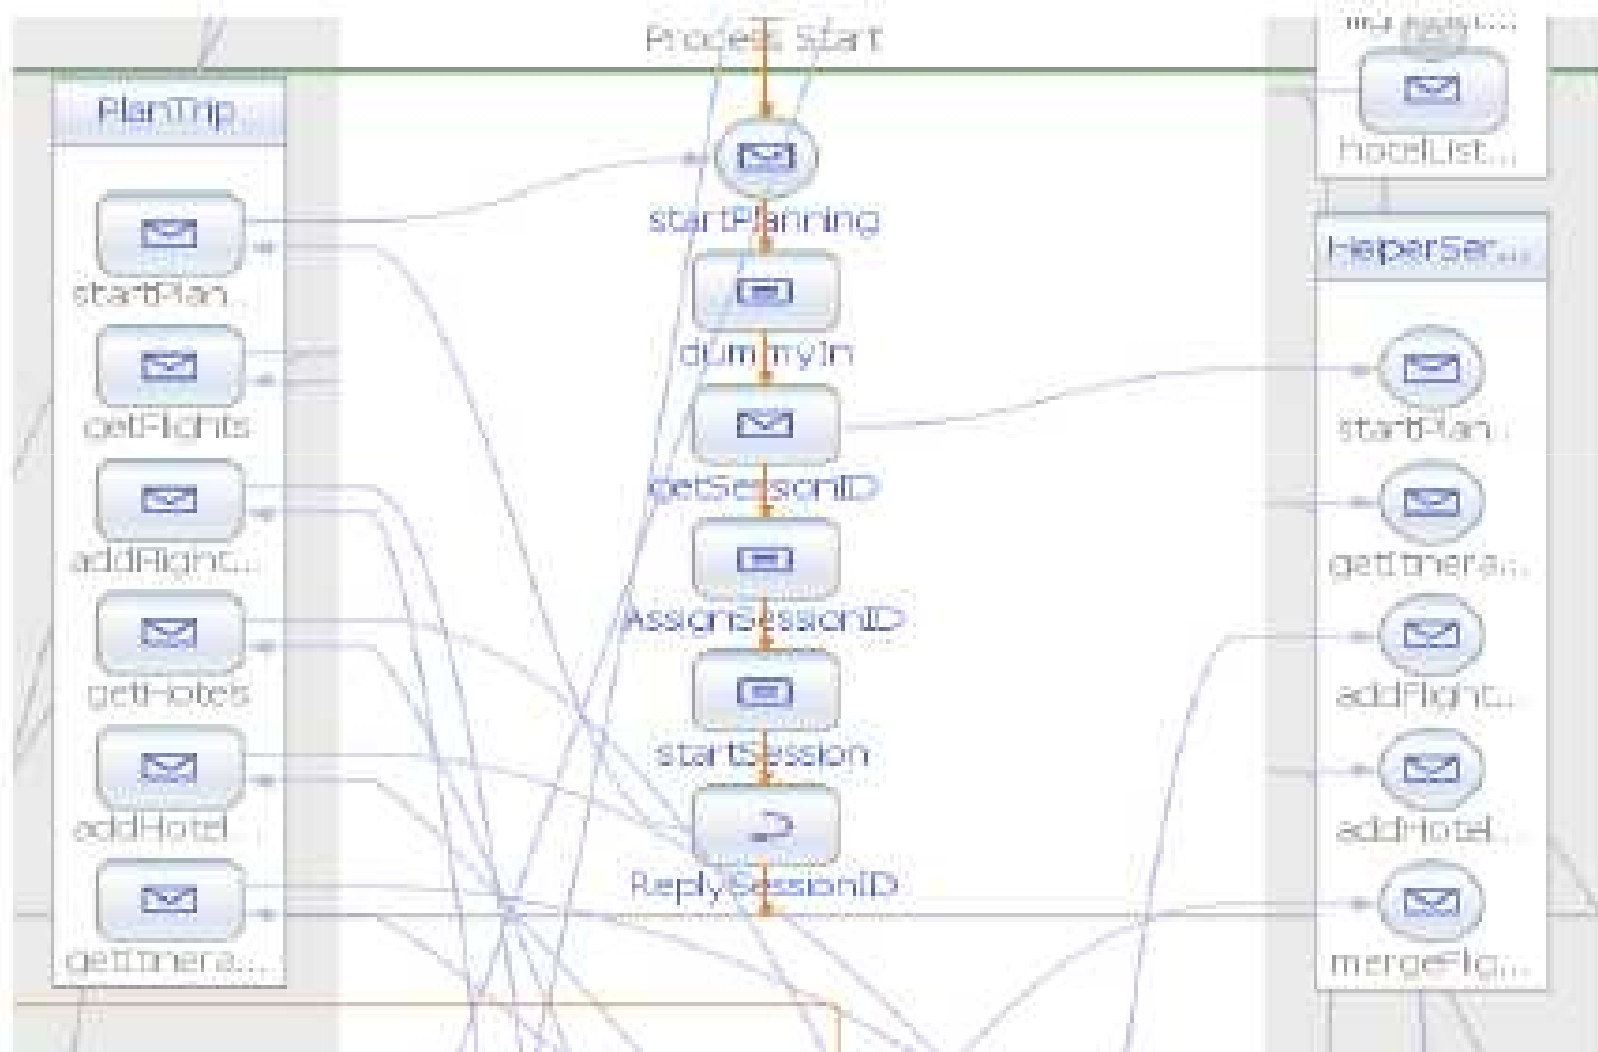 Process Start
PlanTrip
startPlan...
getFlights
addFlight...
getHotels
addHotel...
getItinera...
startPlanning
dummyIn
getSessionID
AssignSessionID
startSession
ReplySessionID
hotelList...
HelperSer...
startPlan...
getItinera...
addFlight...
addHotel...
mergeFlig...